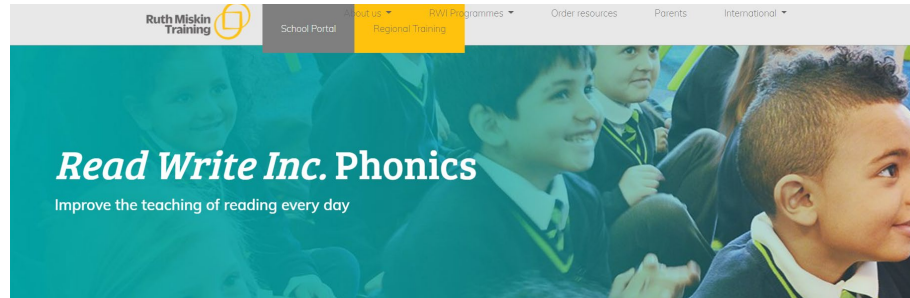 Ruth Miskin
Training
About us RWI Programmes Order resources Parents International
School Portal Regional Training
Read Write Inc. Phonics
Improve the teaching of reading every day